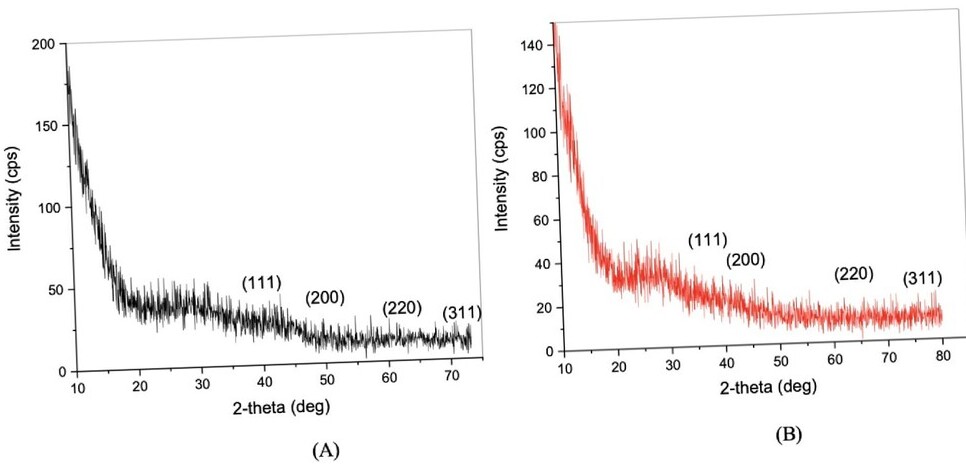 200
150
100
50
0
Intensity (cps)
(111)
(200)
(220)
(311)
10 20 30 40 50 60 70
2-theta (deg)
(A)
140
120
100
80
60
40
20
0
Intensity (cps)
(111)
(200)
(220)
(311)
10 20 30 40 50 60 70 80
2-theta (deg)
(B)